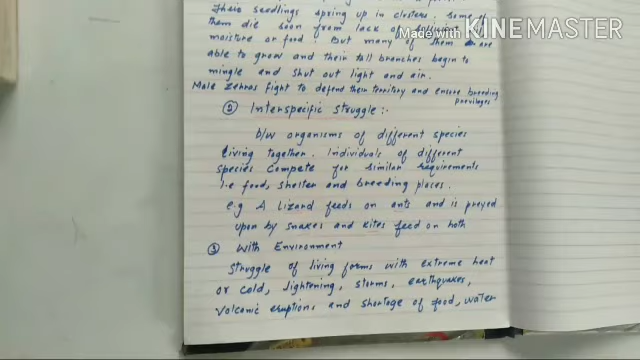 Their seedlings spring up in clusters. Some of
them die soon from lack of sufficient
moisture or food. But many of them are
able to grow and their tall branches begin to
mingle and shut out light and air.
Male Zebras fight to defend their territory and ensure breeding
previleges
② Interspecific Struggle :-
b/w organisms of different species
living together. Individuals of different
species compete for similar requirements
i.e food, shelter and breeding places.
e.g A Lizard feeds on ants and is preyed
upon by snakes and kites feed on both
③ With Environment
Struggle of living forms with extreme heat
or cold, lightening, storms, earthquakes,
volcanic eruptions and shortage of food, water
Made with KINEMASTER